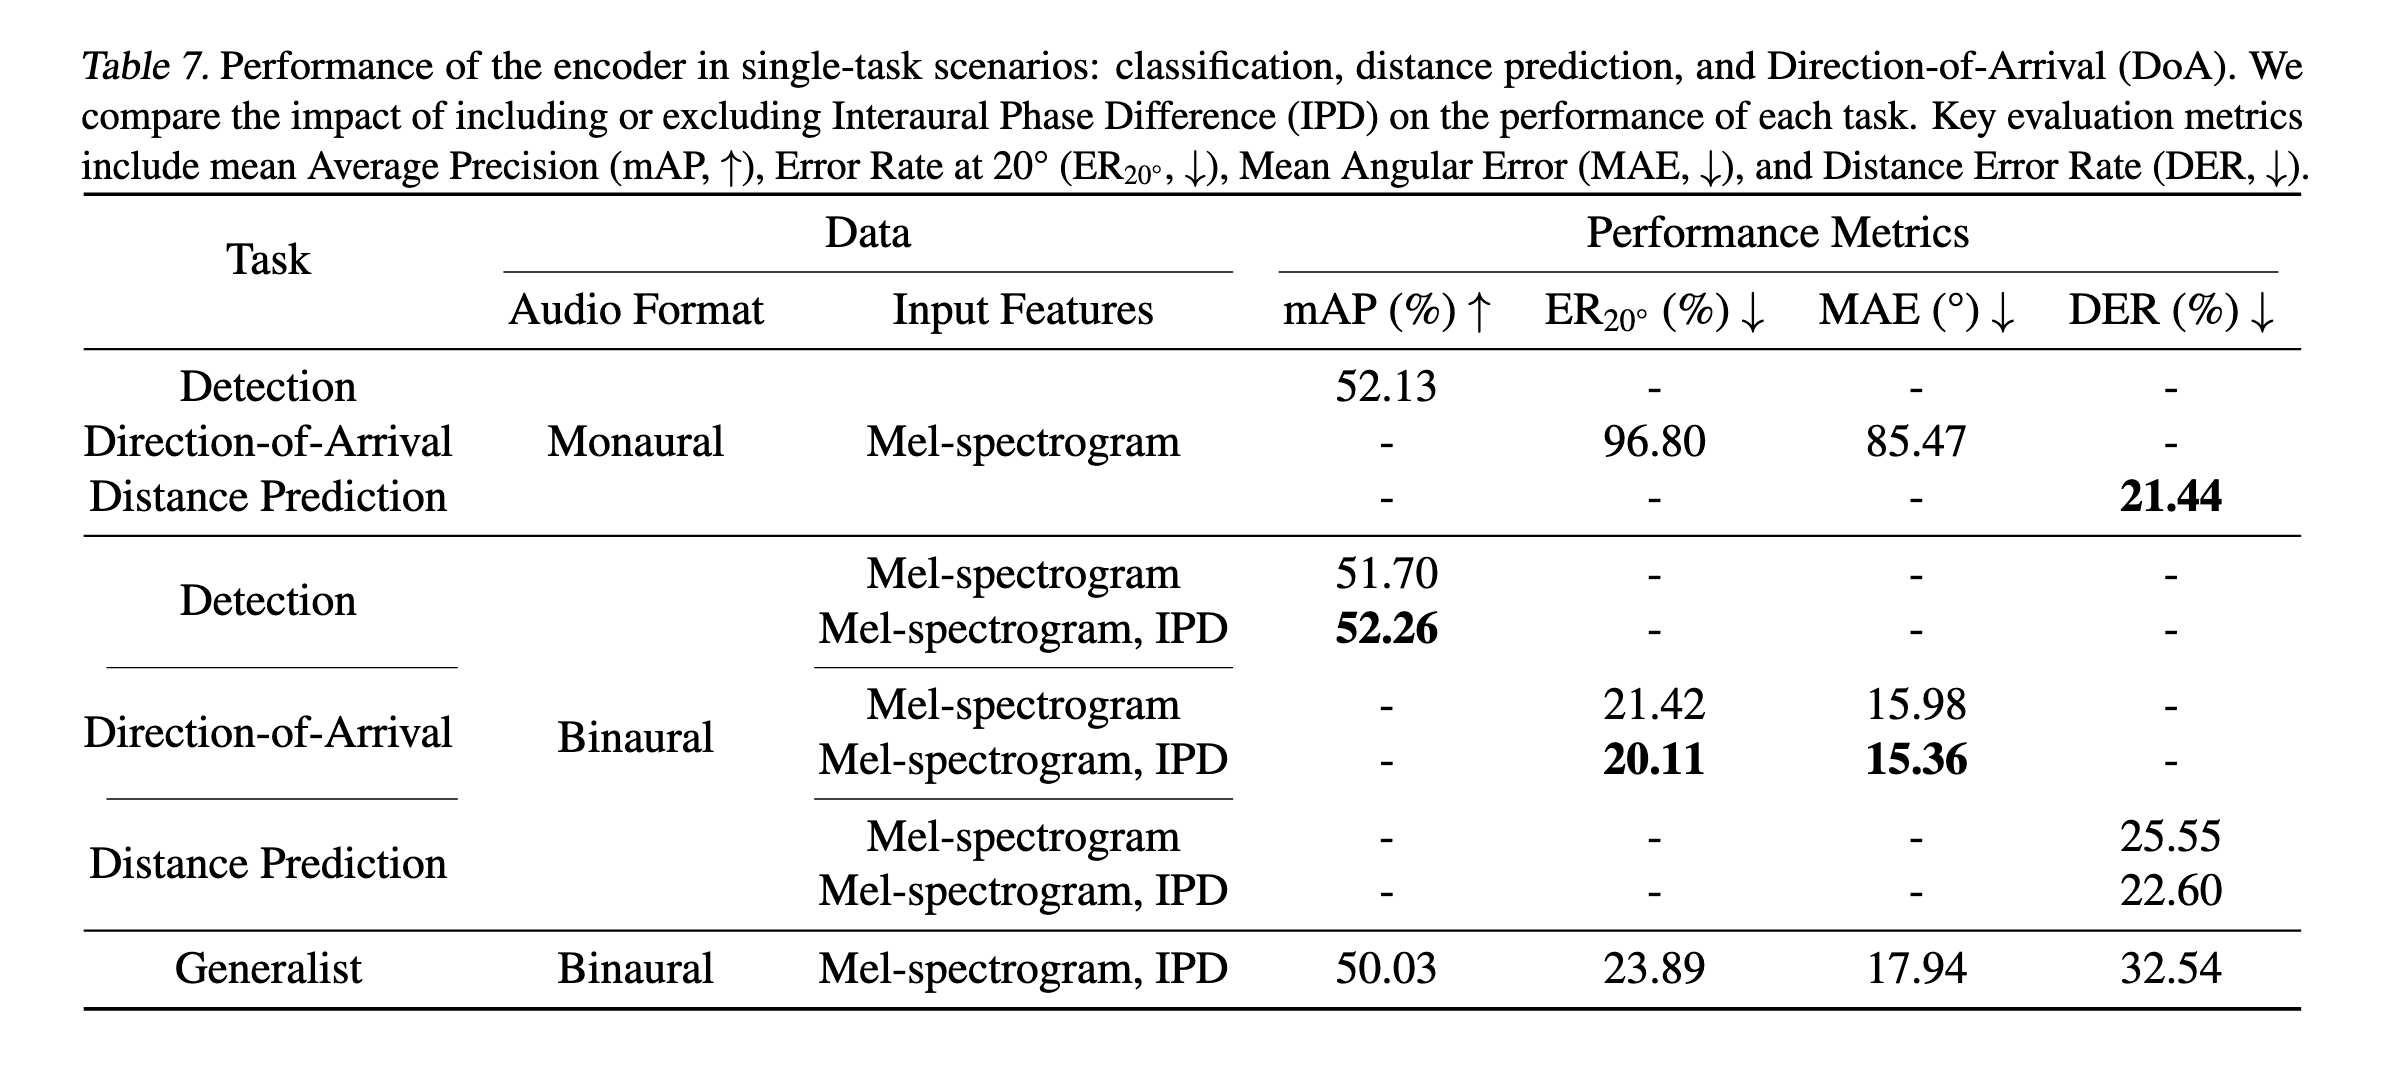 Table 7. Performance of the encoder in single-task scenarios: classification, distance prediction, and Direction-of-Arrival (DoA). We
compare the impact of including or excluding Interaural Phase Difference (IPD) on the performance of each task. Key evaluation metrics
include mean Average Precision (mAP, ↑), Error Rate at 20° (ER20°, ↓), Mean Angular Error (MAE, ↓), and Distance Error Rate (DER, ↓).
Task Data Performance Metrics
Audio Format Input Features mAP (%) ↑ ER20° (%) ↓ MAE (°) ↓ DER (%) ↓
Detection 52.13 - - -
Direction-of-Arrival Monaural Mel-spectrogram - 96.80 85.47 -
Distance Prediction - - - 21.44
Detection Mel-spectrogram 51.70 - - -
Mel-spectrogram, IPD 52.26 - - -
Direction-of-Arrival Binaural Mel-spectrogram - 21.42 15.98 -
Mel-spectrogram, IPD - 20.11 15.36 -
Distance Prediction Mel-spectrogram - - - 25.55
Mel-spectrogram, IPD - - - 22.60
Generalist Binaural Mel-spectrogram, IPD 50.03 23.89 17.94 32.54